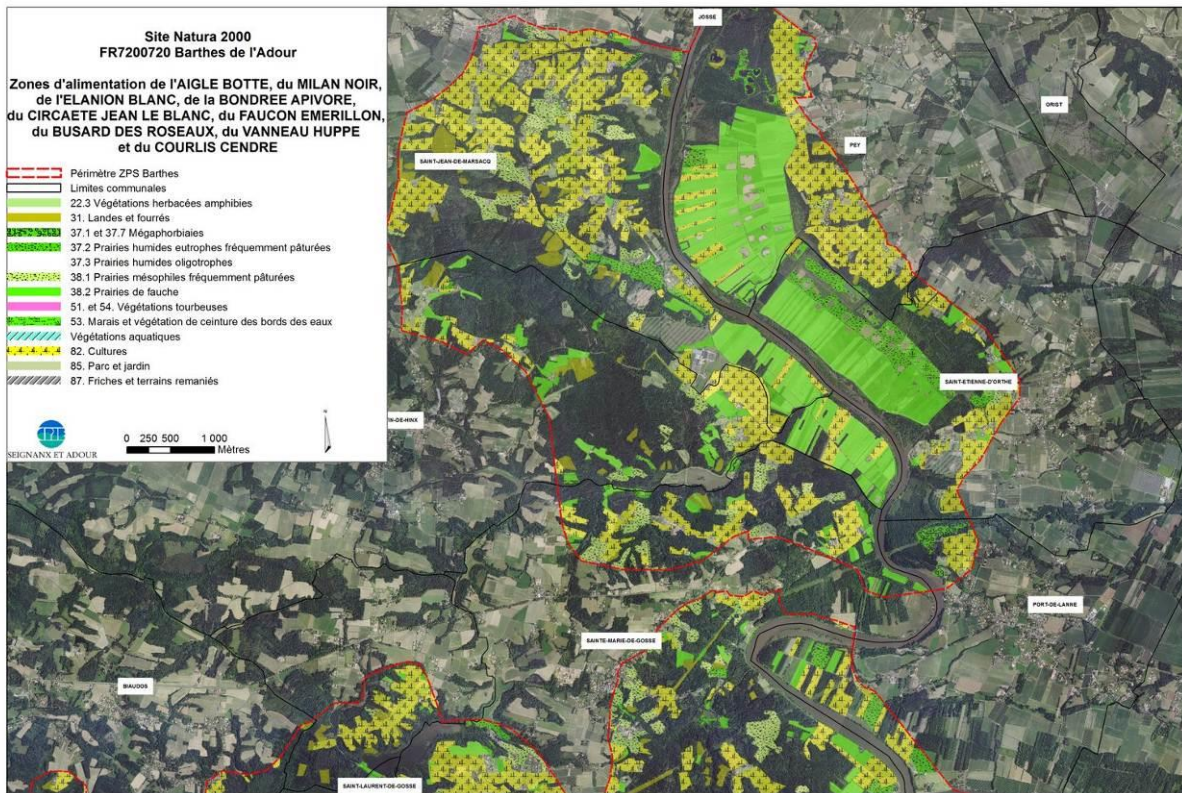 Site Natura 2000
FR7200720 Barthes de l'Adour
Zones d'alimentation de l'AIGLE BOTTE, du MILAN NOIR,
de l'ELANION BLANC, de la BONDREE APIVORE,
du CIRCAETE JEAN LE BLANC, du FAUCON EMERILLON,
du BUSARD DES ROSEAUX, du VANNEAU HUPPE
et du COURLIS CENDRE
Périmètre ZPS Barthes
Limites communales
22.3 Végétations herbacées amphibies
31. Landes et fourrés
37.1 et 37.7 Mégaphorbiaies
37.2 Prairies humides eutrophes fréquemment pâturées
37.3 Prairies humides oligotrophes
38.1 Prairies mésophiles fréquemment pâturées
38.2 Prairies de fauche
51. et 54. Végétations tourbeuses
53. Marais et végétation de ceinture des bords des eaux
Végétations aquatiques
82. Cultures
85. Parc et jardin
87. Friches et terrains remaniés
SEIGNANX ET ADOUR
0 250 500 1 000
Mètres
JOSSE
ORIST
PEY
SAINT-JEAN-DE-MARSACQ
SAINT-ETIENNE-D'ORTHE
IN-DE-HINX
PORT-DE-LANNE
SAINTE-MARIE-DE-GOSSE
BIAUDOS
SAINT-LAURENT-DE-GOSSE